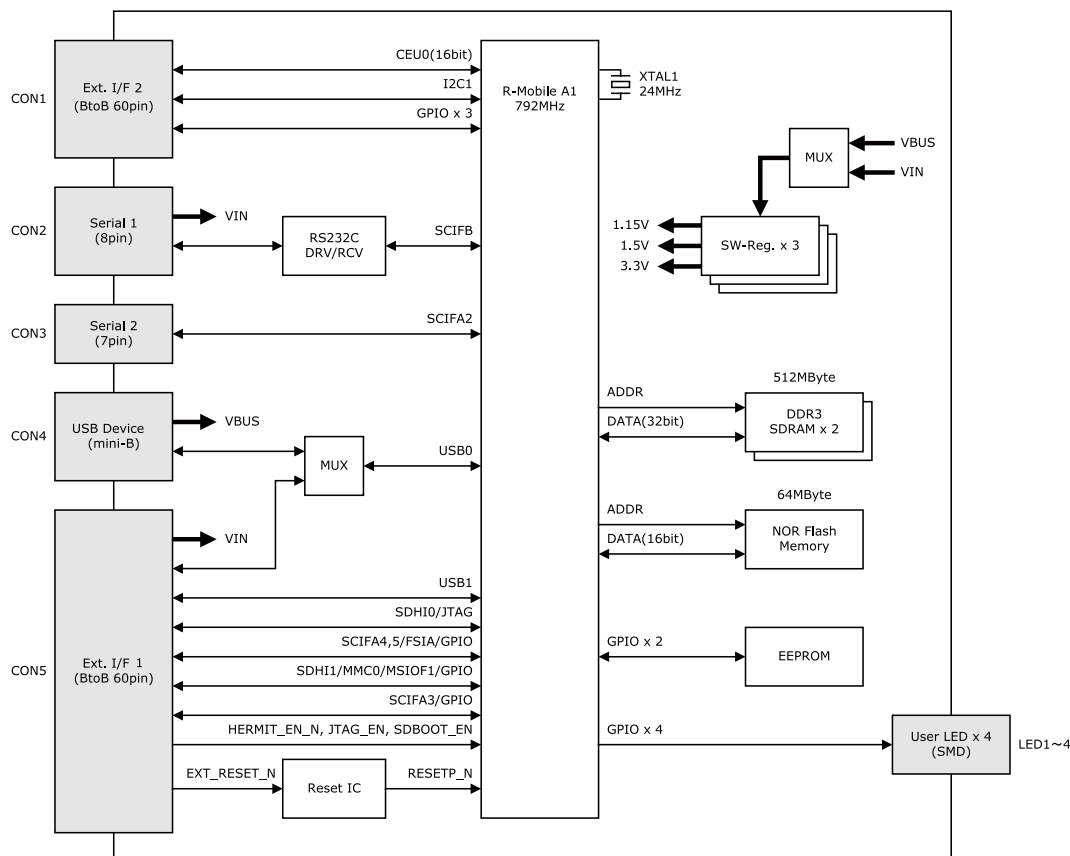 CON1
Ext. I/F 2
(BtoB 60pin)
CEU0(16bit)
I2C1
GPIO x 3
R-Mobile A1
792MHz
XTAL1
24MHz
MUX
VBUS
VIN
CON2
Serial 1
(8pin)
VIN
RS232C
DRV/RCV
SCIFB
1.15V
1.5V
3.3V
SW-Reg. x 3
CON3
Serial 2
(7pin)
SCIFA2
CON4
USB Device
(mini-B)
VBUS
MUX
USB0
512MByte
ADDR
DATA(32bit)
DDR3
SDRAM x 2
64MByte
ADDR
DATA(16bit)
NOR Flash
Memory
CON5
Ext. I/F 1
(BtoB 60pin)
VIN
USB1
SDHI0/JTAG
SCIFA4,5/FSIA/GPIO
SDHI1/MMC0/MSIOF1/GPIO
SCIFA3/GPIO
HERMIT_EN_N, JTAG_EN, SDBOOT_EN
EXT_RESET_N
Reset IC
RESETP_N
GPIO x 2
EEPROM
GPIO x 4
User LED x 4
(SMD)
LED1～4